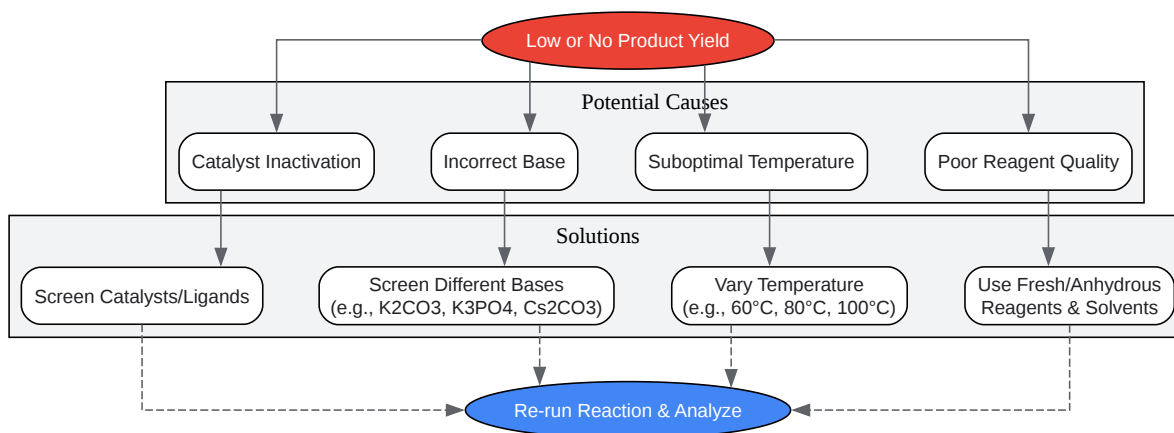 Low or No Product Yield
Potential Causes
Catalyst Inactivation
Incorrect Base
Suboptimal Temperature
Poor Reagent Quality
Solutions
Screen Catalysts/Ligands
Screen Different Bases
(e.g., K2CO3, K3PO4, Cs2CO3)
Vary Temperature
(e.g., 60°C, 80°C, 100°C)
Use Fresh/Anhydrous
Reagents & Solvents
Re-run Reaction & Analyze